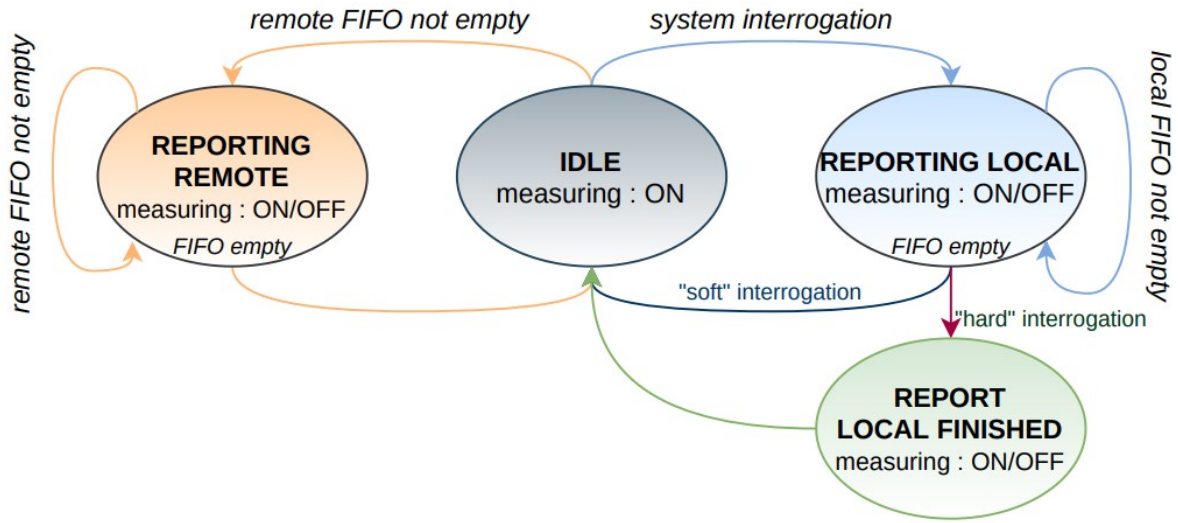 remote FIFO not empty
system interrogation
remote FIFO not empty
REPORTING
REMOTE
measuring : ON/OFF
FIFO empty
IDLE
measuring : ON
REPORTING LOCAL
measuring : ON/OFF
FIFO empty
local FIFO not empty
"soft" interrogation
"hard" interrogation
REPORT
LOCAL FINISHED
measuring : ON/OFF